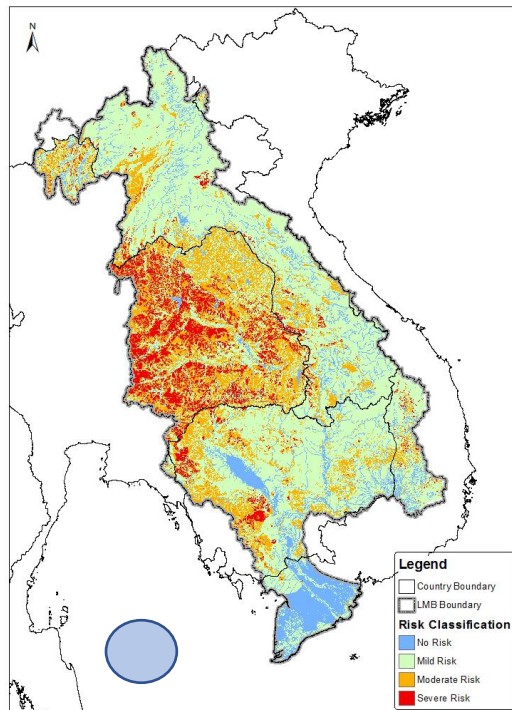 N
Legend
Country Boundary
LMB Boundary
Risk Classification
No Risk
Mild Risk
Moderate Risk
Severe Risk